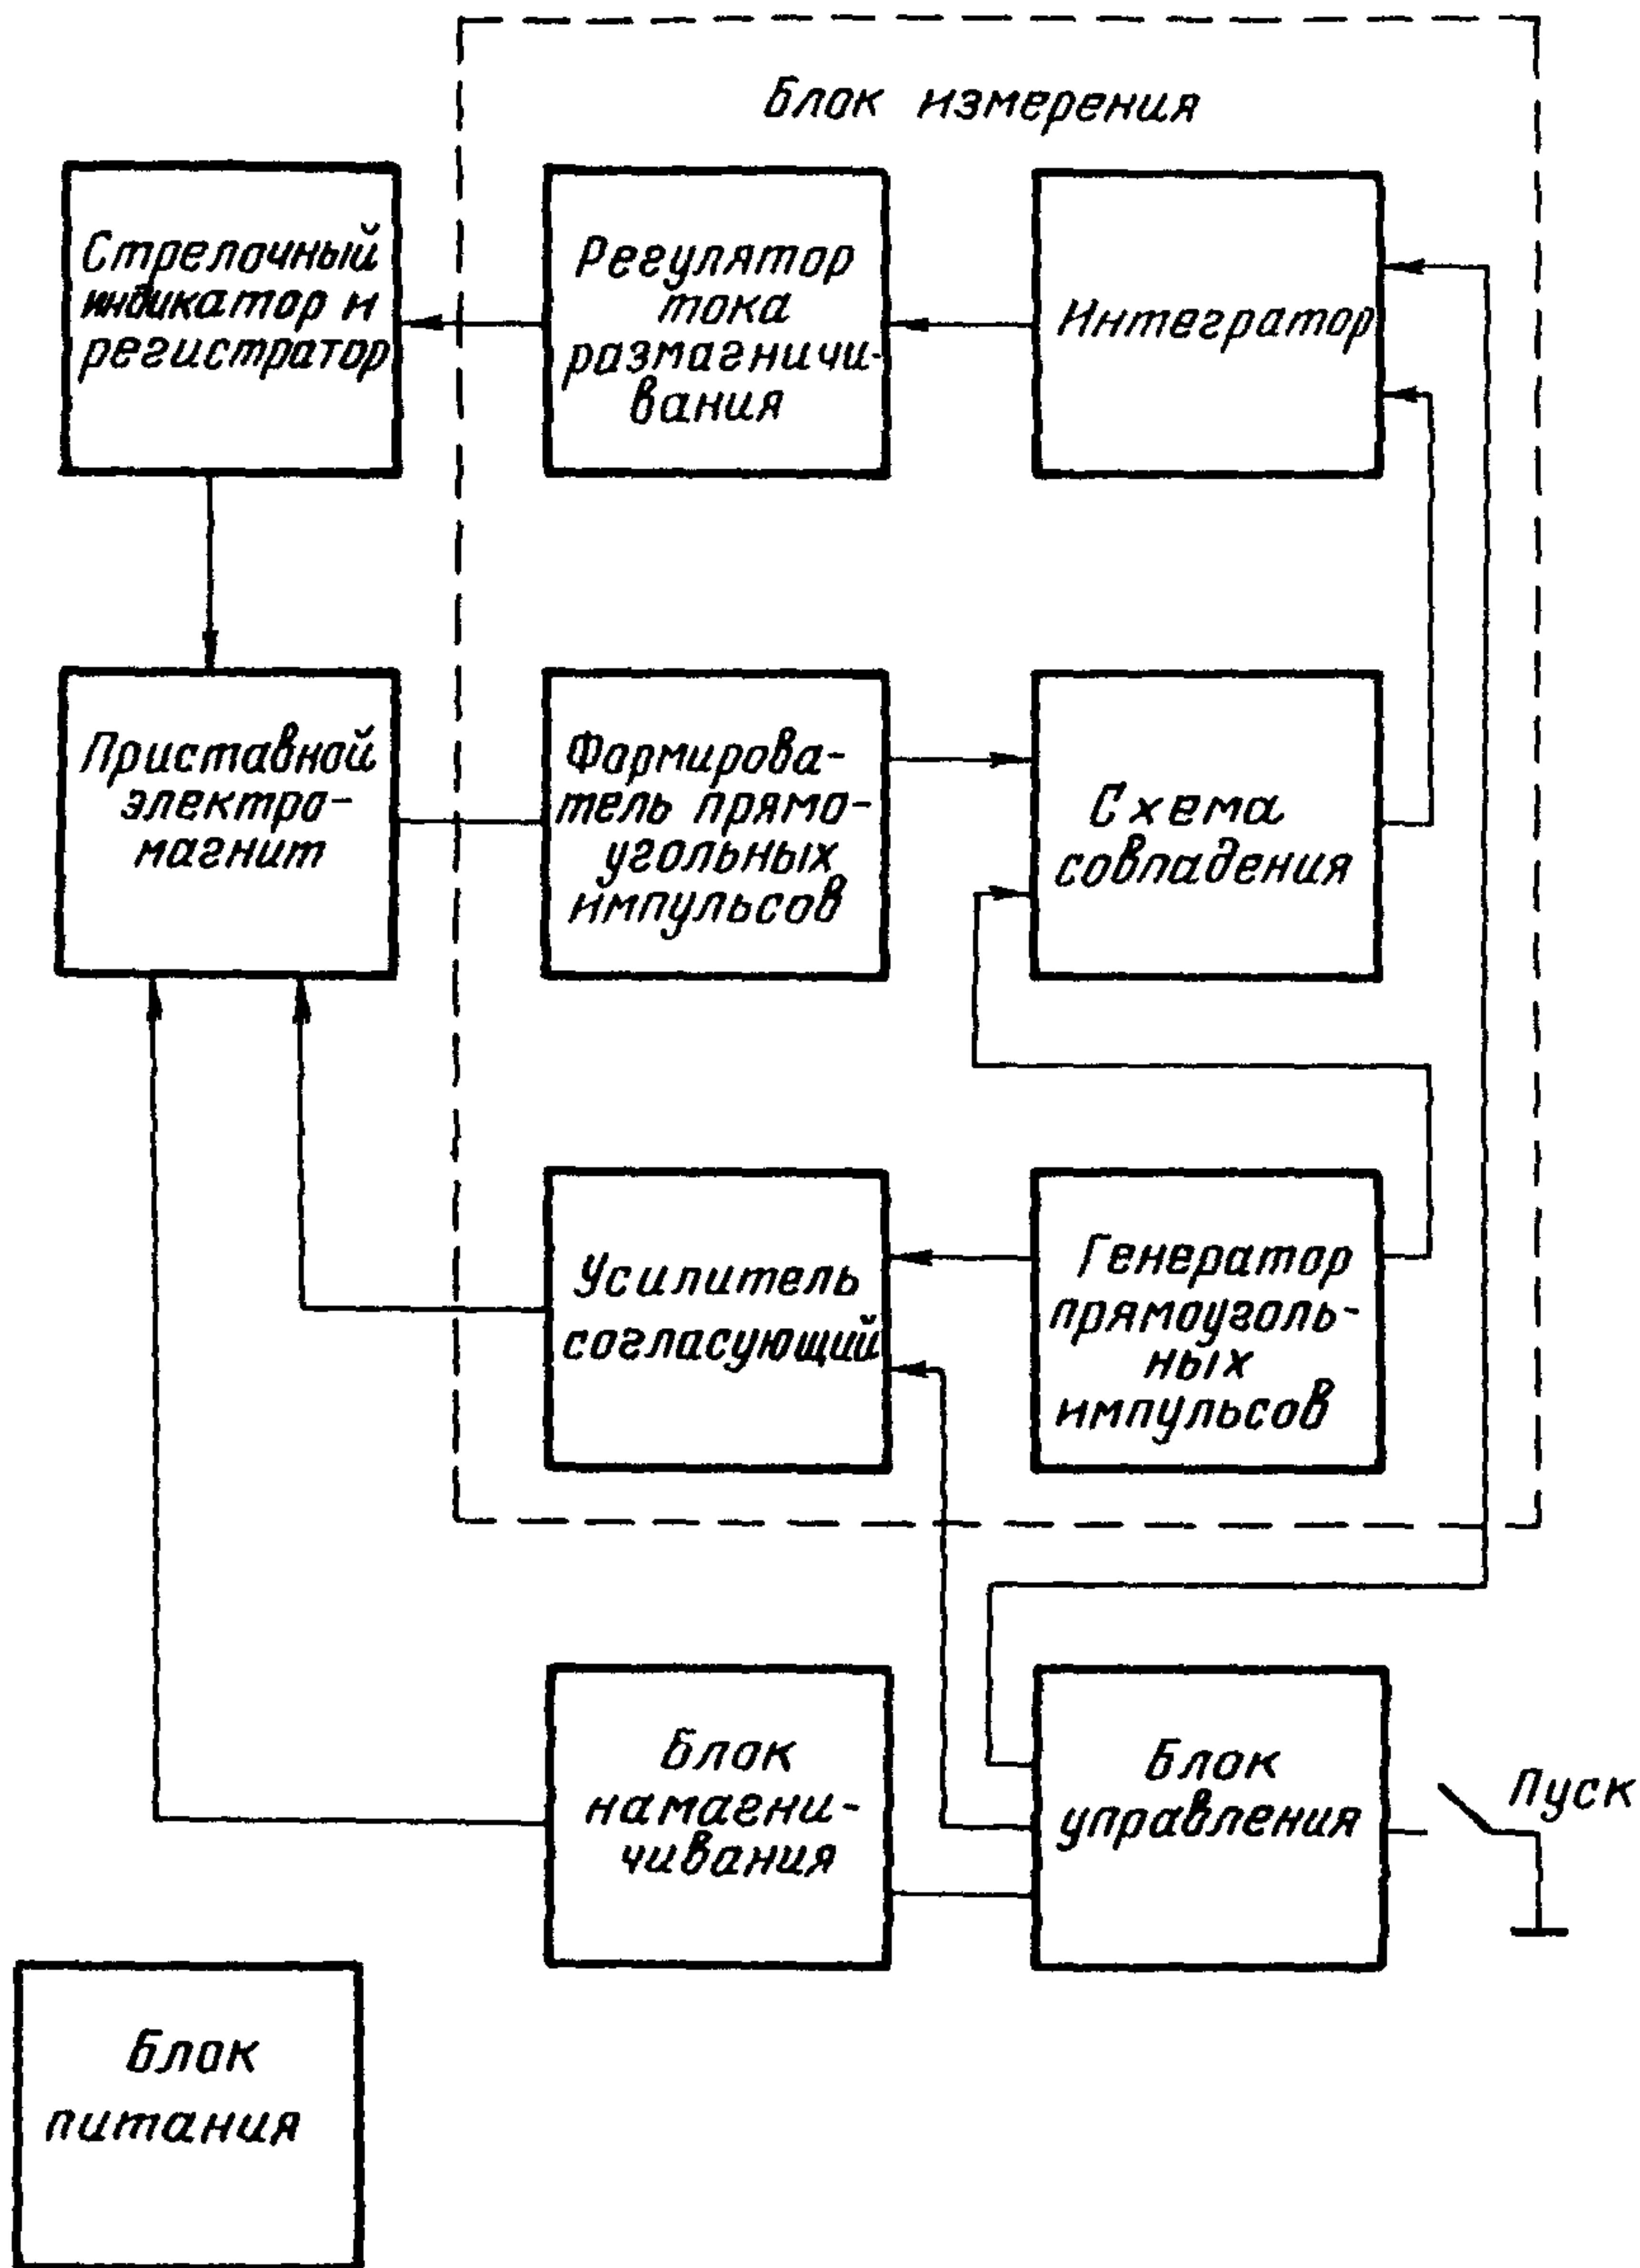 Блок измерения
Стрелочный
индикатор и
регистратор
Регулятор
тока
размагничи-
вания
Интегратор
Приставной
электро-
магнит
Формирова-
тель прямо-
угольных
импульсов
Схема
совпадения
Усилитель
согласующий
Генератор
прямоуголь-
ных
импульсов
Блок
намагни-
чивания
Блок
управления
Пуск
Блок
питания